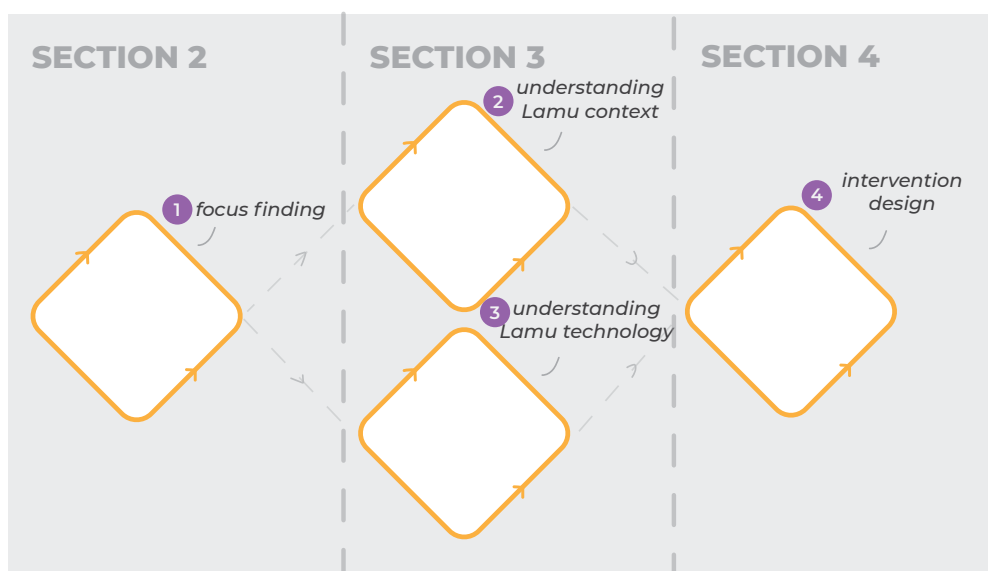 SECTION 2
1
focus finding
SECTION 3
2
understanding
Lamu context
3
understanding
Lamu technology
SECTION 4
4
intervention
design